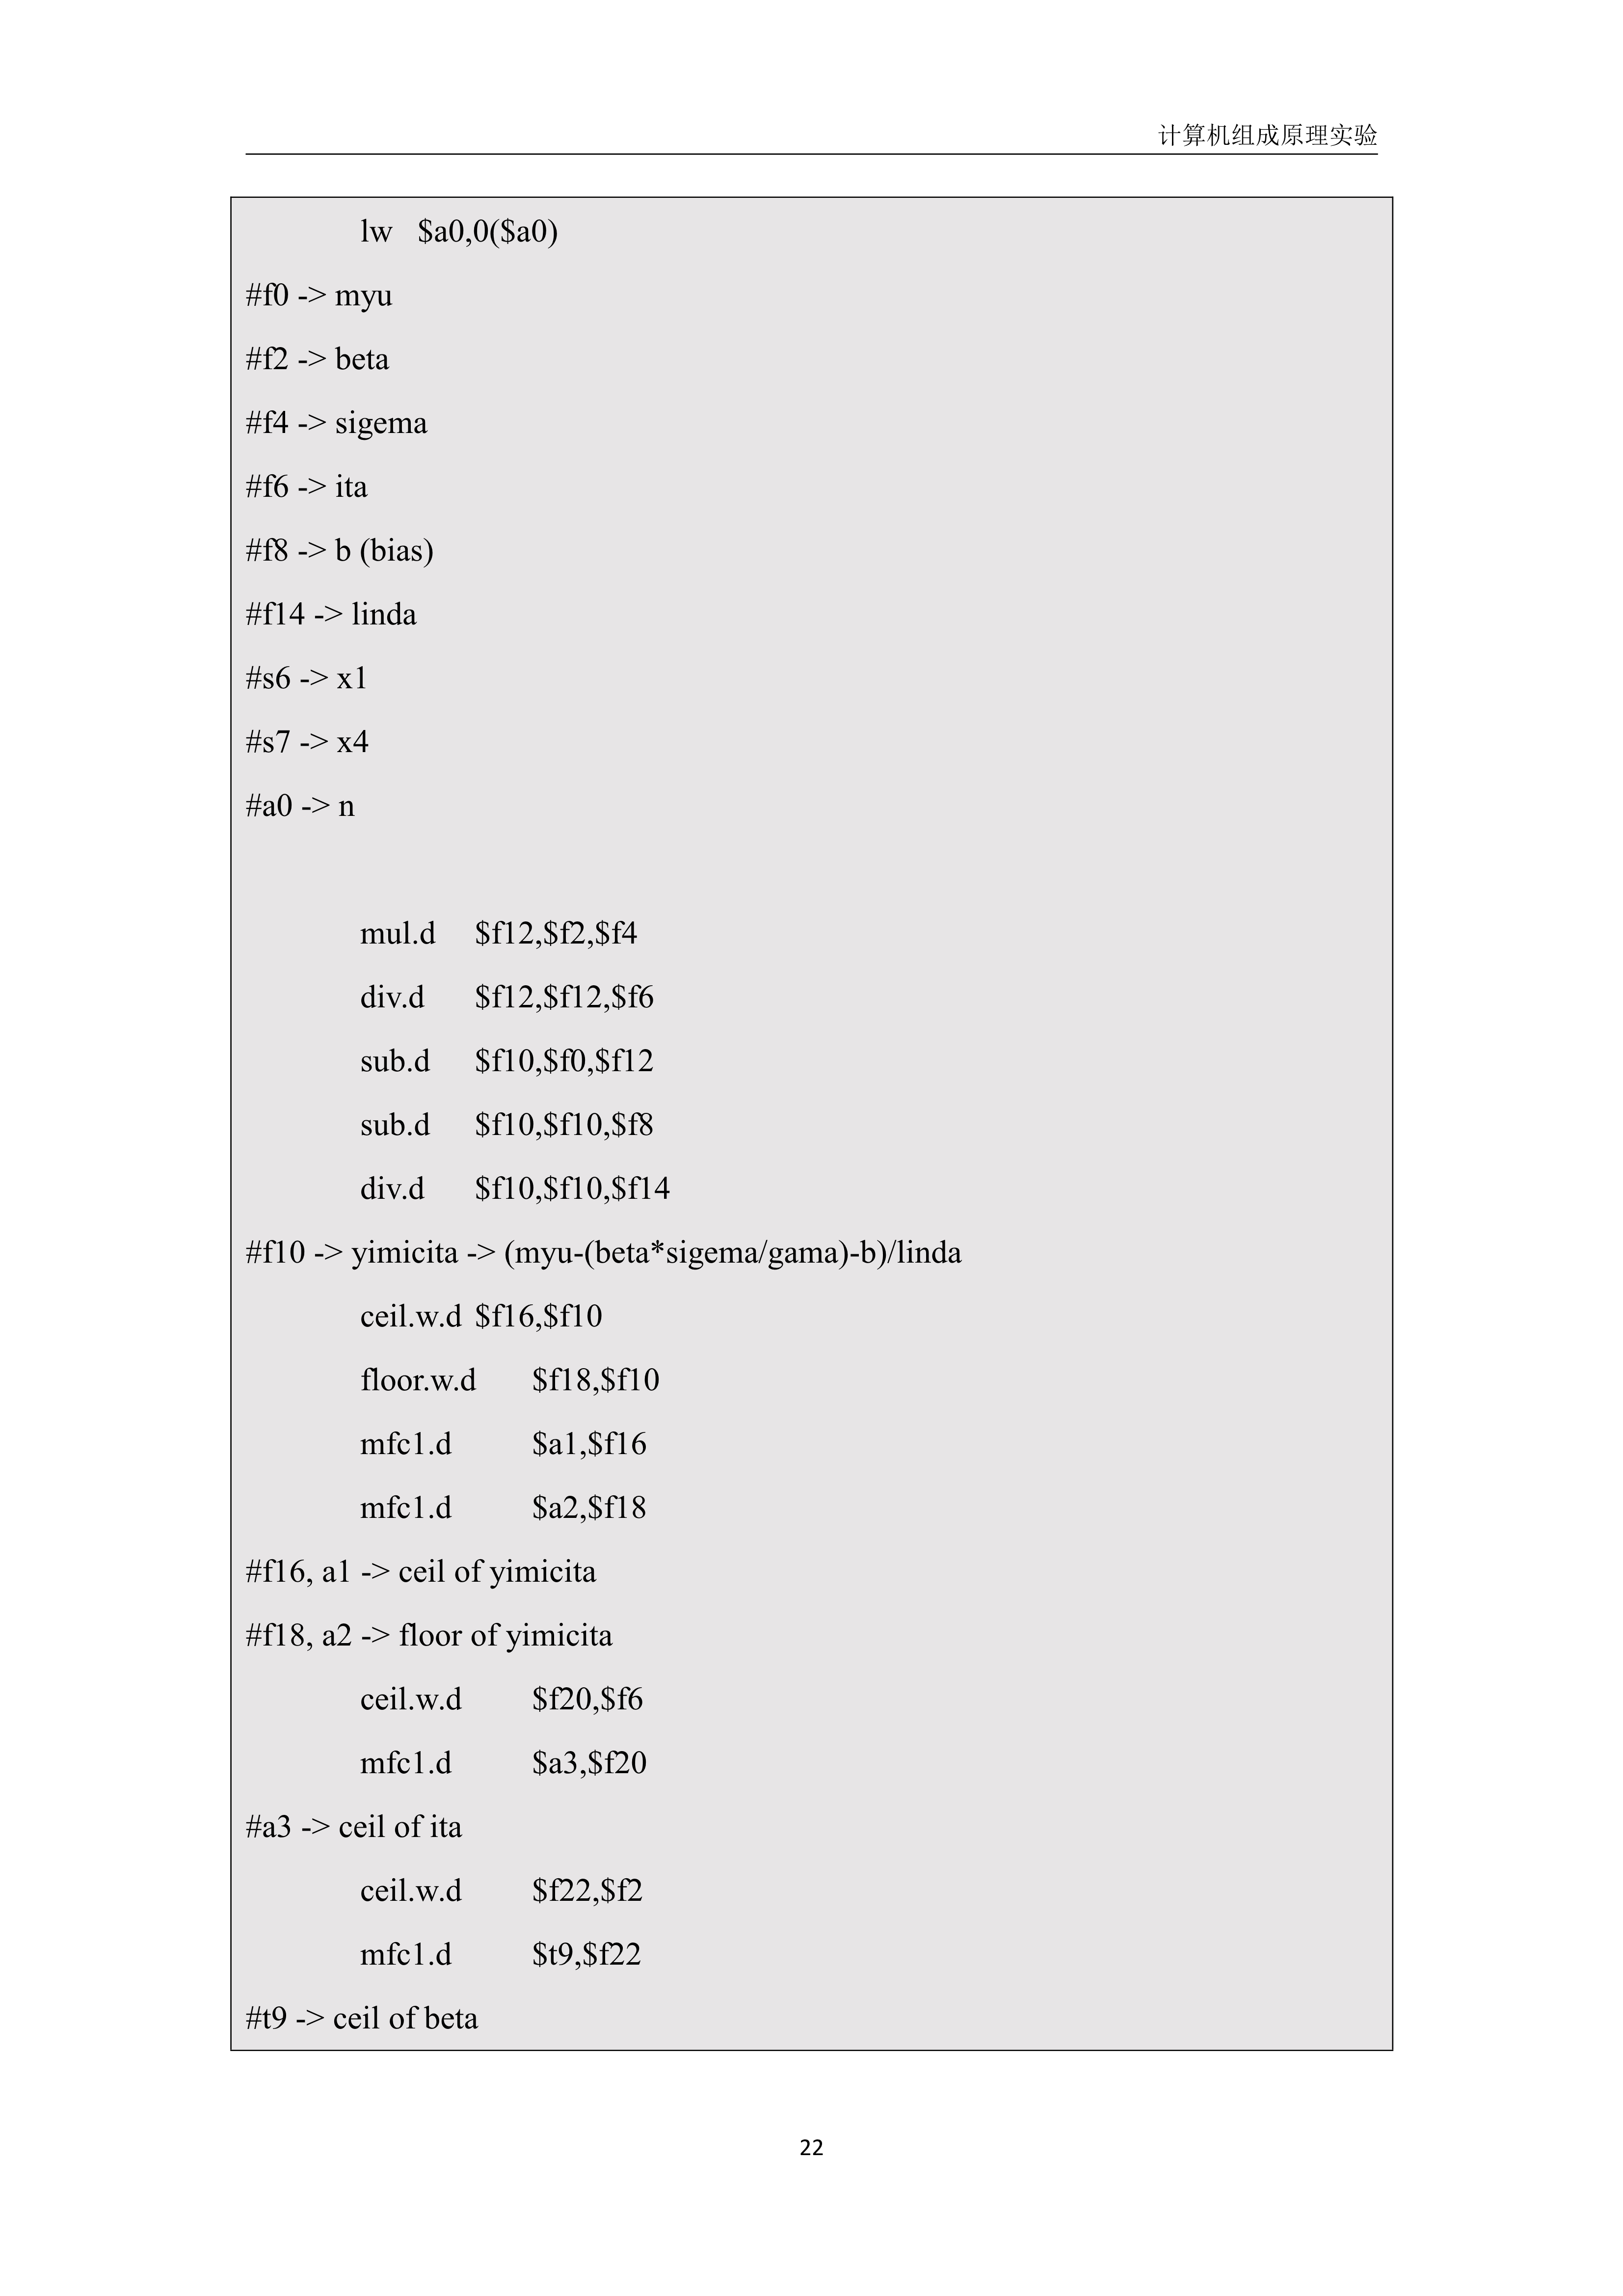 计算机组成原理实验
lw $a0,0($a0)
#f0 -> myu
#f2 -> beta
#f4 -> sigema
#f6 -> ita
#f8 -> b (bias)
#f14 -> linda
#s6 -> x1
#s7 -> x4
#a0 -> n
mul.d $f12,$f2,$f4
div.d $f12,$f12,$f6
sub.d $f10,$f0,$f12
sub.d $f10,$f10,$f8
div.d $f10,$f10,$f14
#f10 -> yimicita -> (myu-(beta*sigema/gama)-b)/linda
ceil.w.d $f16,$f10
floor.w.d $f18,$f10
mfc1.d $a1,$f16
mfc1.d $a2,$f18
#f16, a1 -> ceil of yimicita
#f18, a2 -> floor of yimicita
ceil.w.d $f20,$f6
mfc1.d $a3,$f20
#a3 -> ceil of ita
ceil.w.d $f22,$f2
mfc1.d $t9,$f22
#t9 -> ceil of beta
22